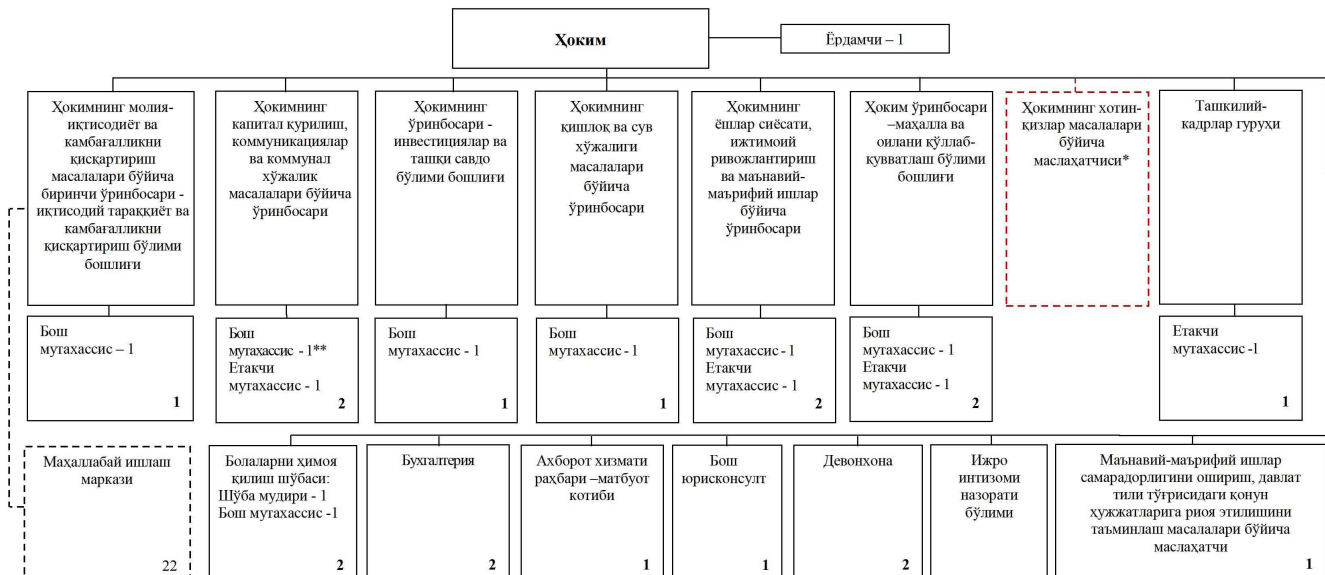 Ҳоким
Ёрдамчи – 1
Ҳокимнинг молия-
иқтисодиёт ва
камбағалликни
қисқартириш
масалалари бўйича
биринчи ўринбосари -
иқтисодий тараққиёт ва
камбағалликни
қисқартириш бўлими
бошлиғи
Ҳокимнинг
капитал қурилиш,
коммуникациялар
ва коммунал
хўжалик
масалалари бўйича
ўринбосари
Ҳокимнинг
ўринбосари -
инвестициялар ва
ташқи савдо
бўлими бошлиғи
Ҳокимнинг
қишлоқ ва сув
хўжалиги
масалалари
бўйича
ўринбосари
Ҳокимнинг
ёшлар сиёсати,
ижтимоий
ривожлантириш
ва маънавий-
маърифий ишлар
бўйича
ўринбосари
Ҳоким ўринбосари
–маҳалла ва
оилани қўллаб-
қувватлаш бўлими
бошлиғи
Ҳокимнинг хотин-
қизлар масалалари
бўйича
маслаҳатчиси*
Ташкилий-
кадрлар гуруҳи
Бош
мутахассис – 1
1
Бош
мутахассис - 1**
Етакчи
мутахассис - 1
2
Бош
мутахассис - 1
1
Бош
мутахассис - 1
1
Бош
мутахассис - 1
Етакчи
мутахассис - 1
2
Бош
мутахассис - 1
Етакчи
мутахассис - 1
2
Етакчи
мутахассис -1
1
Маҳаллабай ишлаш
маркази
22
Болаларни ҳимоя
қилиш шўбаси:
Шўба мудири - 1
Бош мутахассис -1
2
Бухгалтерия
2
Ахборот хизмати
раҳбари –матбуот
котиби
1
Бош
юрисконсулт
1
Девонхона
2
Ижро
интизоми
назорати
бўлими
Маънавий-маърифий ишлар
самарадорлигини ошириш, давлат
тили тўғрисидаги қонун
ҳужжатларига риоя этилишини
таъминлаш масалалари бўйича
маслаҳатчи
1